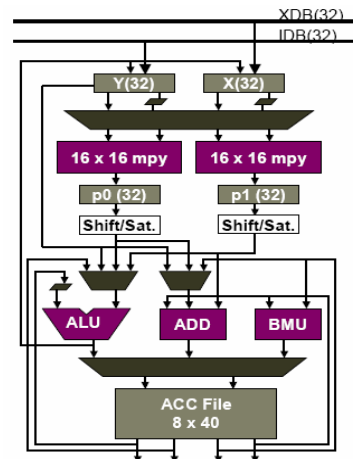 XDB(32)
IDB(32)
Y(32)
X(32)
16 x 16 mpy
16 x 16 mpy
p0 (32)
p1 (32)
Shift/Sat.
Shift/Sat.
ALU
ADD
BMU
ACC File
8 x 40